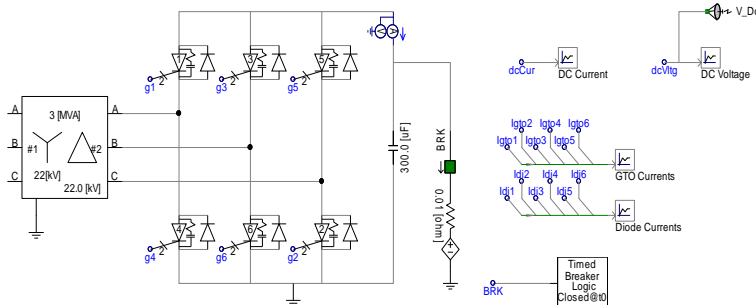 V_Dc
dcCur
DC Current
dcVltg
DC Voltage
1
3
5
g1
g3
g5
A
B
C
3 [MVA]
#1
#2
22[kV]
22.0 [kV]
A
B
C
300.0 [uF]
BRK
0.01 [ohm]
4
6
2
g4
g6
g2
Igto2
Igto4
Igto6
Igto1
Igto3
Igto5
GTO Currents
Idi2
Idi4
Idi6
Idi1
Idi3
Idi5
Diode Currents
BRK
Timed
Breaker
Logic
Closed@t0